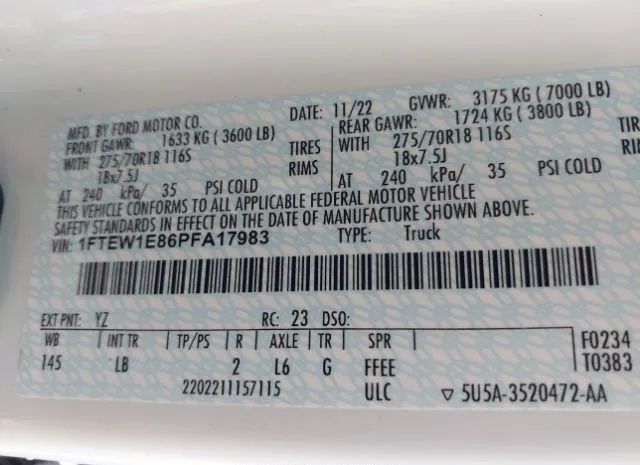 MFD. BY FORD MOTOR CO.
DATE: 11/22 GVWR: 3175 KG ( 7000 LB)
FRONT GAWR: 1633 KG ( 3600 LB)
REAR GAWR: 1724 KG ( 3800 LB)
WITH 275/70R18 116S TIRES
WITH 275/70R18 116S
18x7.5J RIMS
18x7.5J
AT 240 kPa/ 35 PSI COLD
AT 240 kPa/ 35 PSI COLD
THIS VEHICLE CONFORMS TO ALL APPLICABLE FEDERAL MOTOR VEHICLE
SAFETY STANDARDS IN EFFECT ON THE DATE OF MANUFACTURE SHOWN ABOVE.
VIN: 1FTEW1E86PFA17983 TYPE: Truck
EXT PNT: YZ RC: 23 DSO:
WB INT TR TP/PS R AXLE TR SPR
145 LB 2 L6 G FFEE
F0234
T0383
2202211157115 ULC ▽ 5U5A-3520472-AA